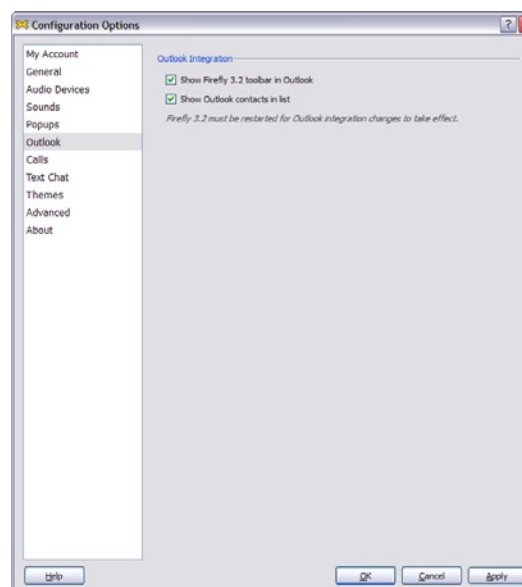 Configuration Options
?
My Account
General
Audio Devices
Sounds
Popups
Outlook
Calls
Text Chat
Themes
Advanced
About
Outlook Integration
Show Firefly 3.2 toolbar in Outlook
Show Outlook contacts in list
Firefly 3.2 must be restarted for Outlook integration changes to take effect.
Help
OK
Cancel
Apply